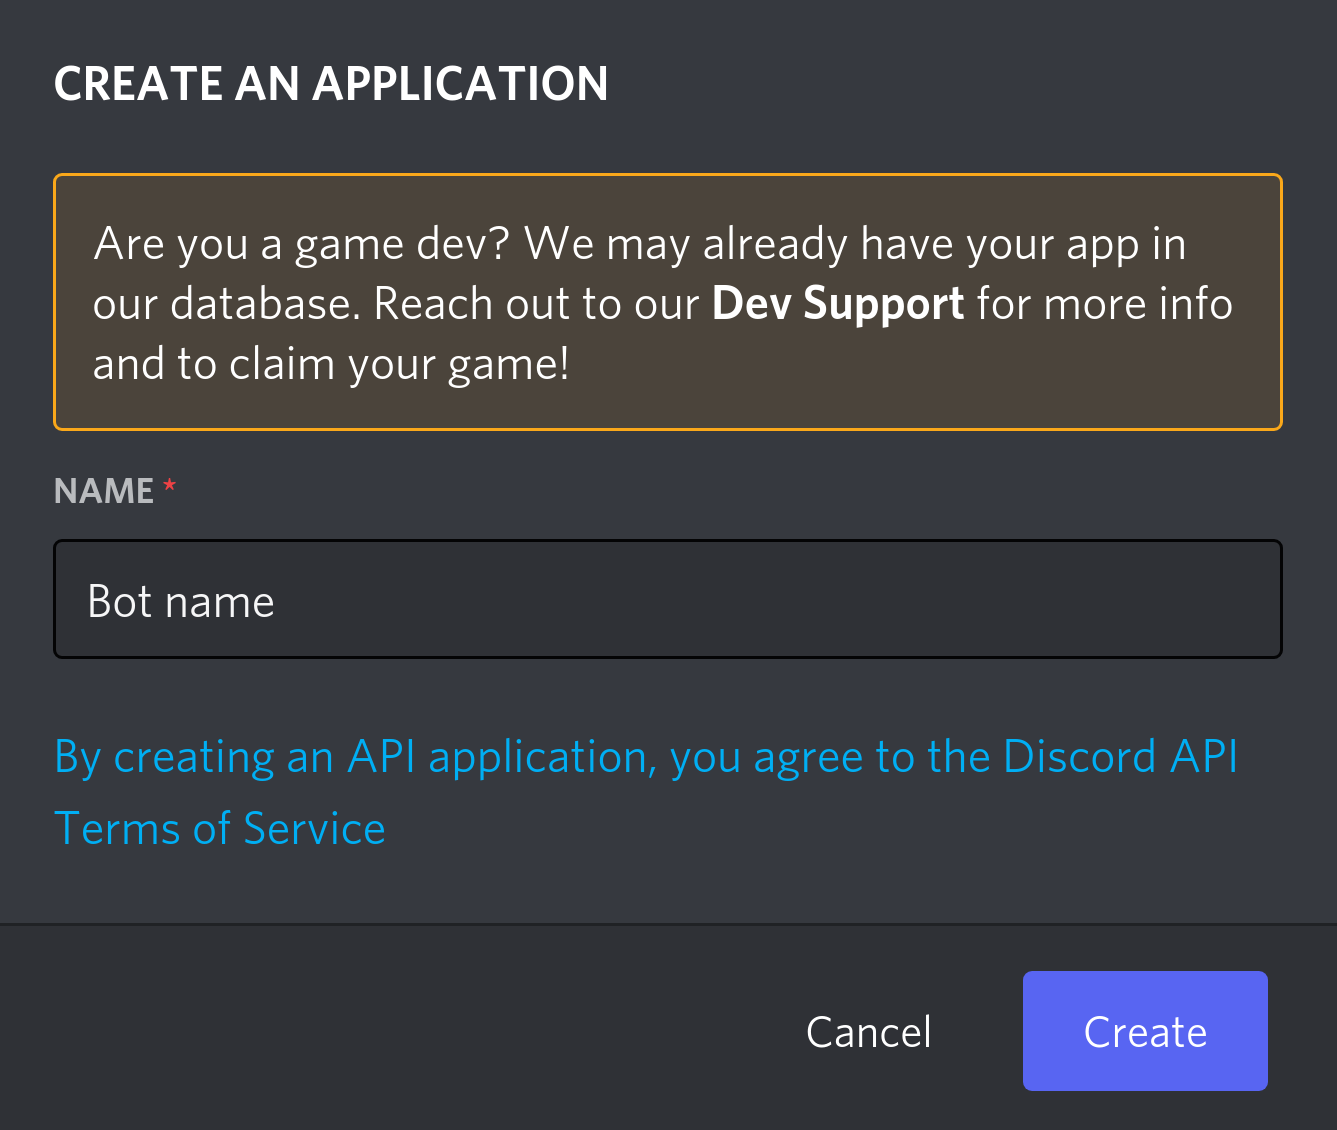 CREATE AN APPLICATION
Are you a game dev? We may already have your app in
our database. Reach out to our Dev Support for more info
and to claim your game!
NAME *
Bot name
By creating an API application, you agree to the Discord API
Terms of Service
Cancel Create